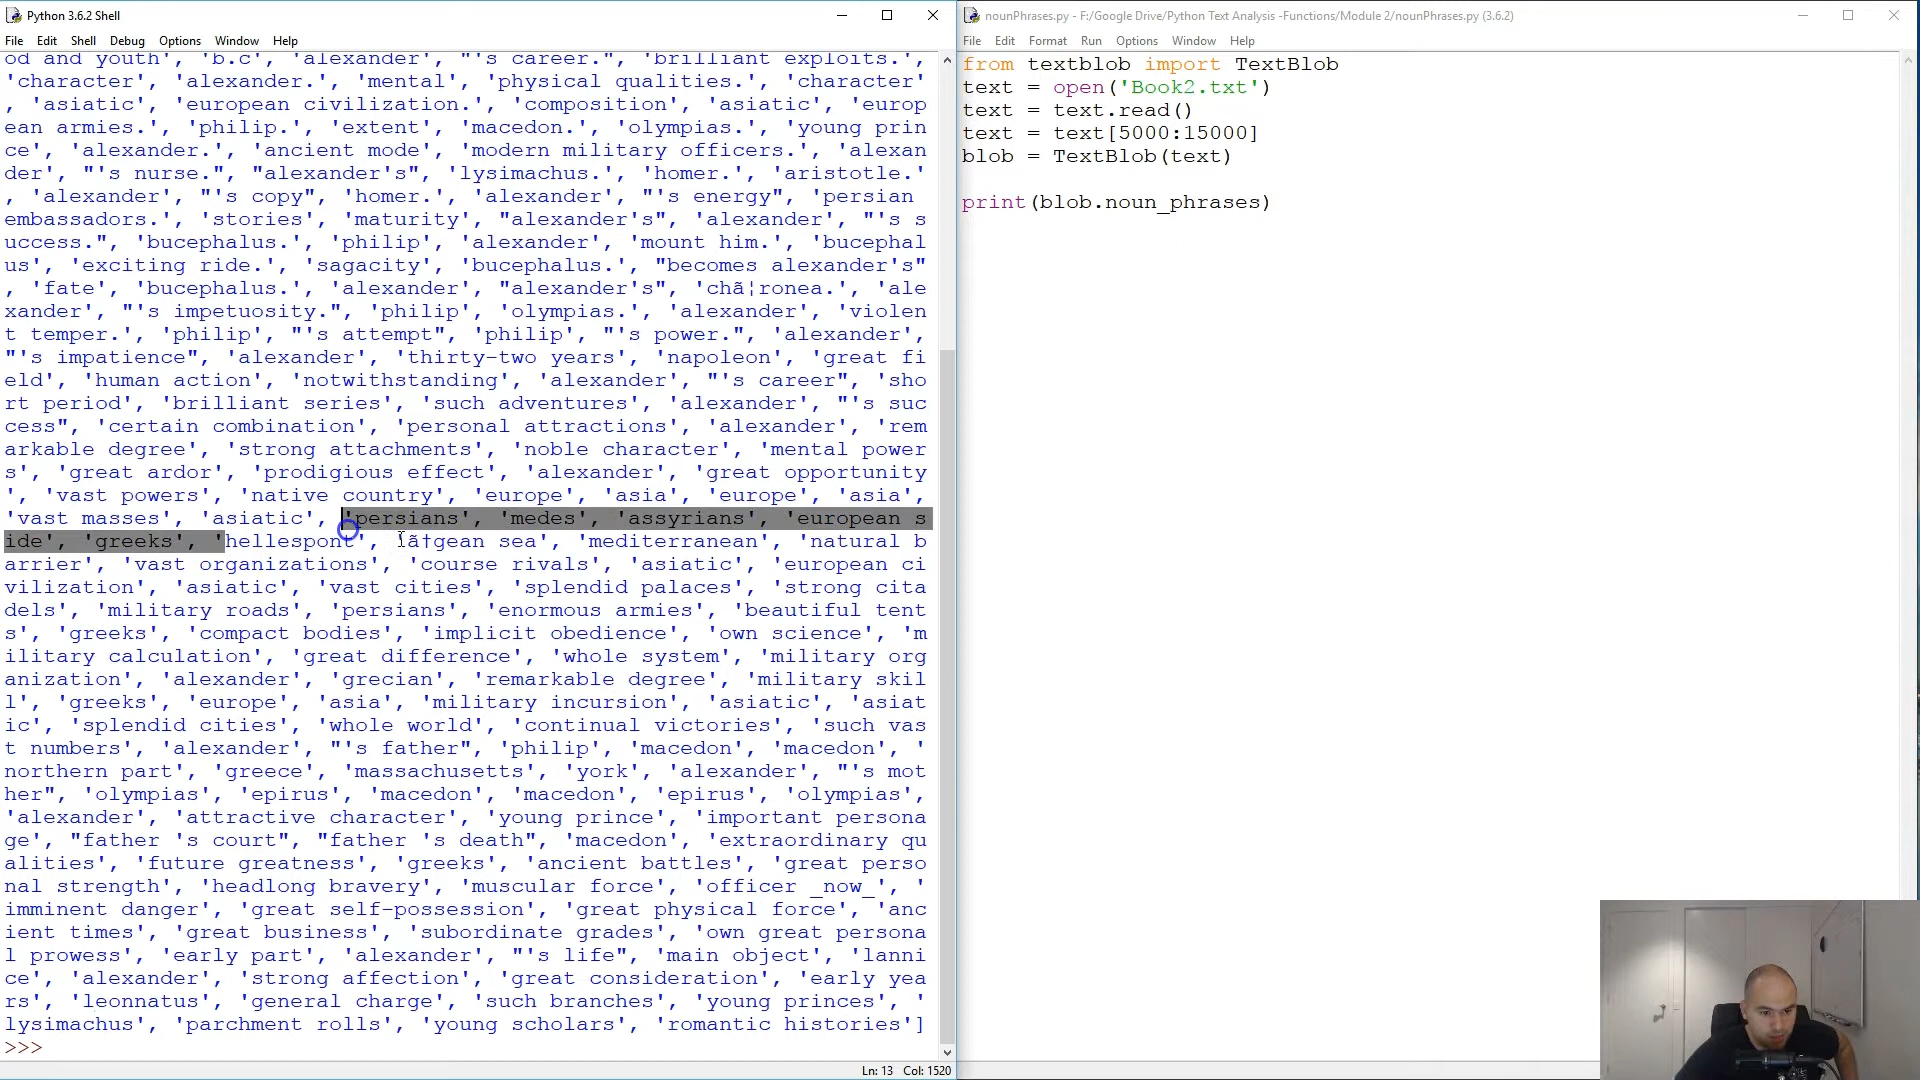 Python 3.6.2 Shell
File Edit Shell Debug Options Window Help
od and youth', 'b.c', 'alexander', "'s career.", 'brilliant exploits.',
'character', 'alexander.', 'mental', 'physical qualities.', 'character'
, 'asiatic', 'european civilization.', 'composition', 'asiatic', 'europ
ean armies.', 'philip.', 'extent', 'macedon.', 'olympias.', 'young prin
ce', 'alexander.', 'ancient mode', 'modern military officers.', 'alexan
der', "'s nurse.", "alexander's", 'lysimachus.', 'homer.', 'aristotle.'
, 'alexander', "'s copy", 'homer.', 'alexander', "'s energy", 'persian
embassadors.', 'stories', 'maturity', "alexander's", 'alexander', "'s s
uccess.", 'bucephalus.', 'philip', 'alexander', 'mount him.', 'bucephal
us', 'exciting ride.', 'sagacity', 'bucephalus.', "becomes alexander's"
, 'fate', 'bucephalus.', 'alexander', "alexander's", 'chã¦ronea.', 'ale
xander', "'s impetuosity.", 'philip', 'olympias.', 'alexander', 'violen
t temper.', 'philip', "'s attempt", 'philip', "'s power.", 'alexander',
"'s impatience", 'alexander', 'thirty-two years', 'napoleon', 'great fi
eld', 'human action', 'notwithstanding', 'alexander', "'s career", 'sho
rt period', 'brilliant series', 'such adventures', 'alexander', "'s suc
cess", 'certain combination', 'personal attractions', 'alexander', 'rem
arkable degree', 'strong attachments', 'noble character', 'mental power
s', 'great ardor', 'prodigious effect', 'alexander', 'great opportunity
', 'vast powers', 'native country', 'europe', 'asia', 'europe', 'asia',
'vast masses', 'asiatic', 'persians', 'medes', 'assyrians', 'european s
ide', 'greeks', 'hellespont', 'ã†gean sea', 'mediterranean', 'natural b
arrier', 'vast organizations', 'course rivals', 'asiatic', 'european ci
vilization', 'asiatic', 'vast cities', 'splendid palaces', 'strong cita
dels', 'military roads', 'persians', 'enormous armies', 'beautiful tent
s', 'greeks', 'compact bodies', 'implicit obedience', 'own science', 'm
ilitary calculation', 'great difference', 'whole system', 'military org
anization', 'alexander', 'grecian', 'remarkable degree', 'military skil
l', 'greeks', 'europe', 'asia', 'military incursion', 'asiatic', 'asiat
ic', 'splendid cities', 'whole world', 'continual victories', 'such vas
t numbers', 'alexander', "'s father", 'philip', 'macedon', 'macedon', '
northern part', 'greece', 'massachusetts', 'york', 'alexander', "'s mot
her", 'olympias', 'epirus', 'macedon', 'macedon', 'epirus', 'olympias',
'alexander', 'attractive character', 'young prince', 'important persona
ge', "father 's court", "father 's death", 'macedon', 'extraordinary qu
alities', 'future greatness', 'greeks', 'ancient battles', 'great perso
nal strength', 'headlong bravery', 'muscular force', 'officer _now_', '
imminent danger', 'great self-possession', 'great physical force', 'anc
ient times', 'great business', 'subordinate grades', 'own great persona
l prowess', 'early part', 'alexander', "'s life", 'main object', 'lanni
ce', 'alexander', 'strong affection', 'great consideration', 'early yea
rs', 'leonnatus', 'general charge', 'such branches', 'young princes', '
lysimachus', 'parchment rolls', 'young scholars', 'romantic histories']
>>>
Ln: 13 Col: 1520
nounPhrases.py - F:/Google Drive/Python Text Analysis -Functions/Module 2/nounPhrases.py (3.6.2)
File Edit Format Run Options Window Help
from textblob import TextBlob
text = open('Book2.txt')
text = text.read()
text = text[5000:15000]
blob = TextBlob(text)
print(blob.noun_phrases)